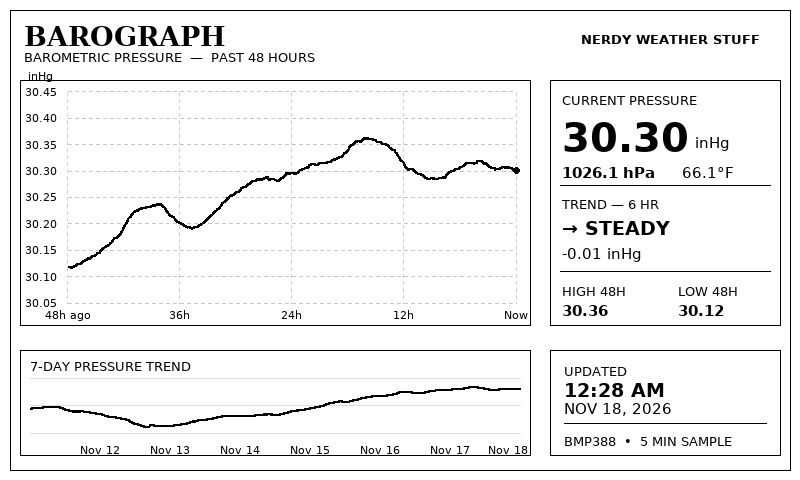 BAROGRAPH
NERDY WEATHER STUFF
BAROMETRIC PRESSURE — PAST 48 HOURS
inHg
30.45
30.40
30.35
30.30
30.25
30.20
30.15
30.10
30.05
48h ago 36h 24h 12h Now
CURRENT PRESSURE
30.30 inHg
1026.1 hPa 66.1°F
TREND — 6 HR
→ STEADY
-0.01 inHg
HIGH 48H LOW 48H
30.36 30.12
7-DAY PRESSURE TREND
Nov 12 Nov 13 Nov 14 Nov 15 Nov 16 Nov 17 Nov 18
UPDATED
12:28 AM
NOV 18, 2026
BMP388 • 5 MIN SAMPLE